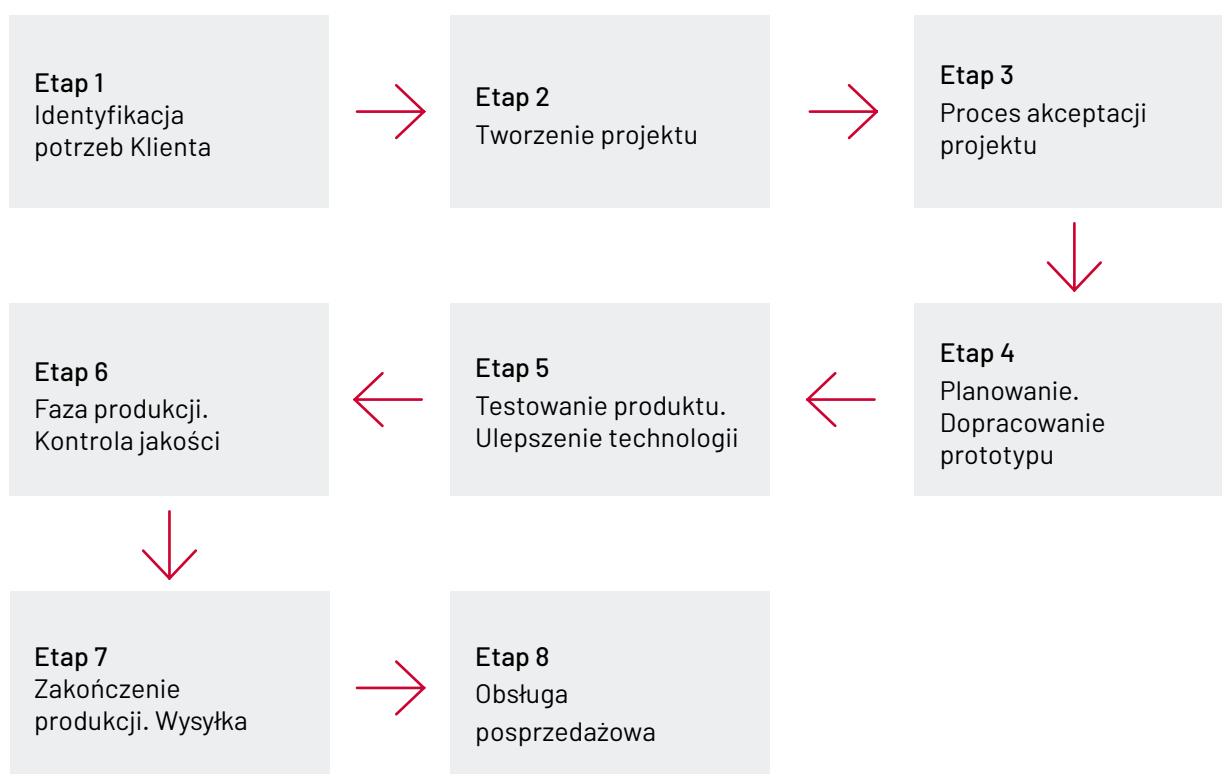 Etap 1
Identyfikacja
potrzeb Klienta
Etap 2
Tworzenie projektu
Etap 3
Proces akceptacji
projektu
Etap 4
Planowanie.
Dopracowanie
prototypu
Etap 5
Testowanie produktu.
Ulepszenie technologii
Etap 6
Faza produkcji.
Kontrola jakości
Etap 7
Zakończenie
produkcji. Wysyłka
Etap 8
Obsługa
posprzedażowa